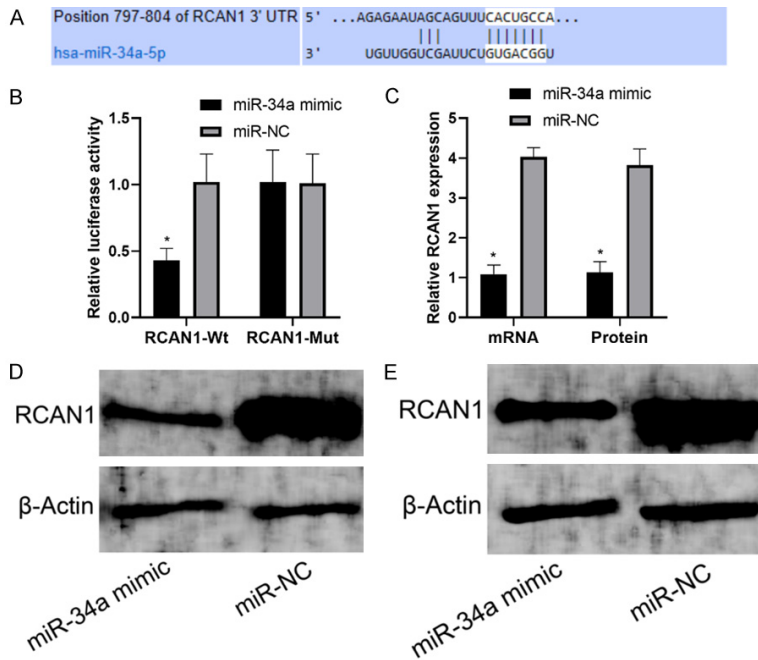 A
Position 797-804 of RCAN1 3' UTR 5' ...AGAGAAUAGCAGUUUCACUGCCA...
hsa-miR-34a-5p 3' UGUUGGUCGAUUCUGUGACGGU
B
miR-34a mimic
miR-NC
Relative luciferase activity
1.5
1.0
0.5
0.0
*
RCAN1-Wt RCAN1-Mut
C
miR-34a mimic
miR-NC
Relative RCAN1 expression
5
4
3
2
1
0
* *
mRNA Protein
D
RCAN1
β-Actin
miR-34a mimic miR-NC
E
RCAN1
β-Actin
miR-34a mimic miR-NC